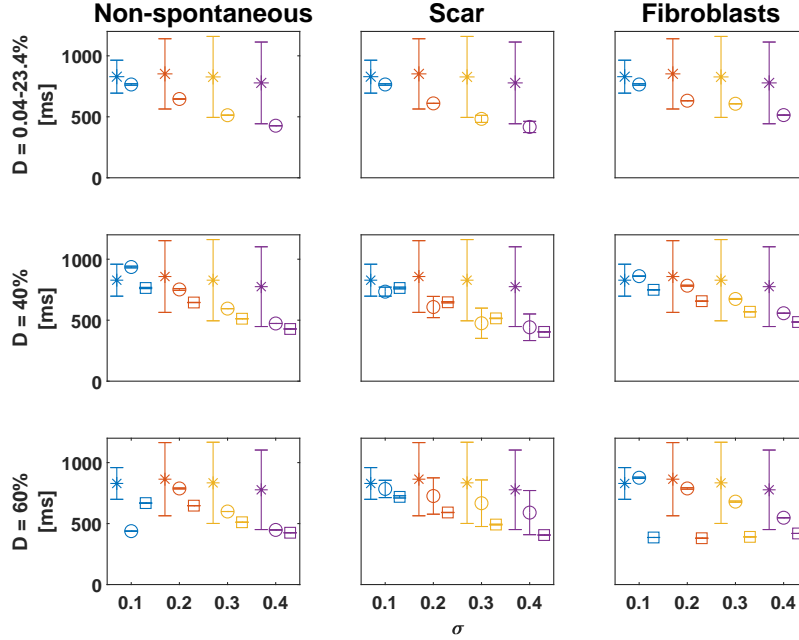 Non-spontaneous Scar Fibroblasts
D = 0.04-23.4%
[ms]
1000
500
0
D = 40%
[ms]
1000
500
0
D = 60%
[ms]
1000
500
0
0.1 0.2 0.3 0.4 0.1 0.2 0.3 0.4 0.1 0.2 0.3 0.4
σ